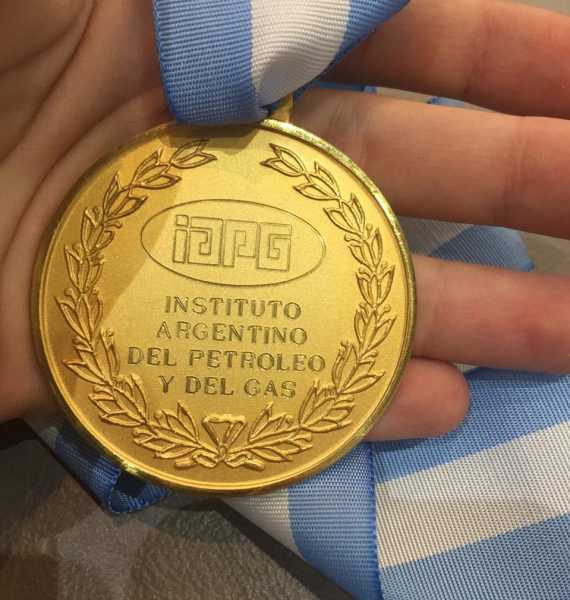 iapg
INSTITUTO
ARGENTINO
DEL PETROLEO
Y DEL GAS